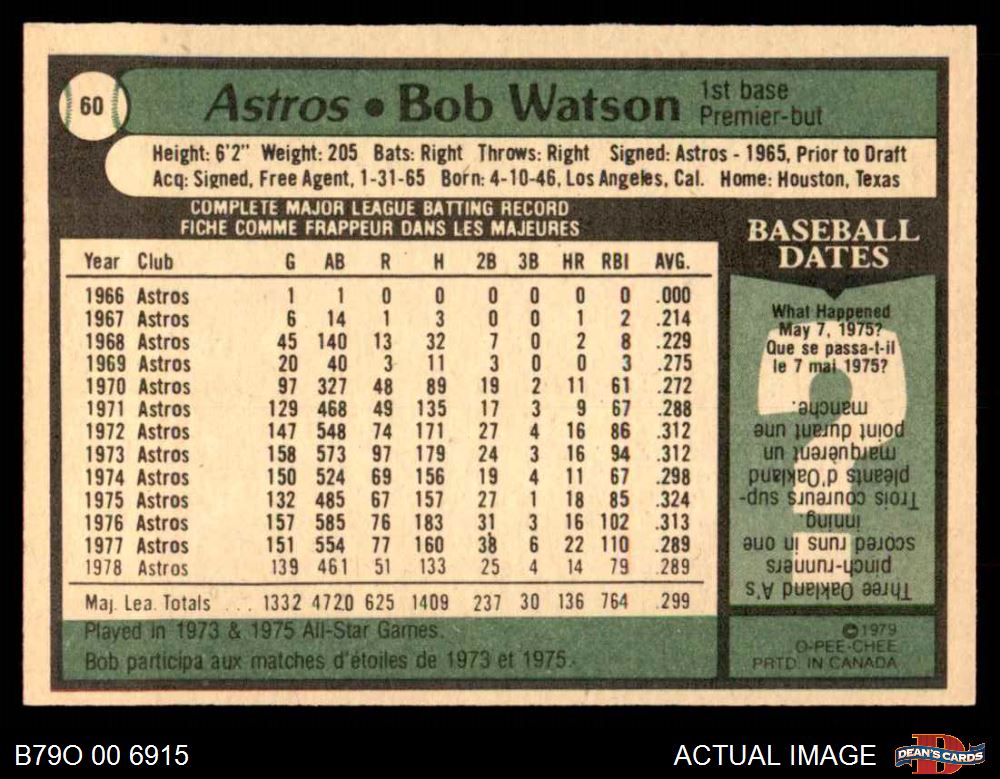 60
Astros • Bob Watson
1st base
Premier-but
Height: 6'2" Weight: 205 Bats: Right Throws: Right Signed: Astros - 1965, Prior to Draft
Acq: Signed, Free Agent, 1-31-65 Born: 4-10-46, Los Angeles, Cal. Home: Houston, Texas
COMPLETE MAJOR LEAGUE BATTING RECORD
FICHE COMME FRAPPEUR DANS LES MAJEURES
Year Club G AB R H 2B 3B HR RBI AVG.
1966 Astros 1 1 0 0 0 0 0 0 .000
1967 Astros 6 14 1 3 0 0 1 2 .214
1968 Astros 45 140 13 32 7 0 2 8 .229
1969 Astros 20 40 3 11 3 0 0 3 .275
1970 Astros 97 327 48 89 19 2 11 61 .272
1971 Astros 129 468 49 135 17 3 9 67 .288
1972 Astros 147 548 74 171 27 4 16 86 .312
1973 Astros 158 573 97 179 24 3 16 94 .312
1974 Astros 150 524 69 156 19 4 11 67 .298
1975 Astros 132 485 67 157 27 1 18 85 .324
1976 Astros 157 585 76 183 31 3 16 102 .313
1977 Astros 151 554 77 160 38 6 22 110 .289
1978 Astros 139 461 51 133 25 4 14 79 .289
Maj. Lea. Totals ... 1332 4720 625 1409 237 30 136 764 .299
Played in 1973 & 1975 All-Star Games.
Bob participa aux matches d'étoiles de 1973 et 1975.
BASEBALL
DATES
What Happened
May 7, 1975?
Que se passa-t-il
le 7 mai 1975?
Three Oakland A's
pinch-runners
scored runs in one
inning
Trois coureurs sup-
pléants d'Oakland
marquèrent un
point durant une
manche.
©1979
O-PEE-CHEE
PRTD. IN CANADA
B79O 00 6915
ACTUAL IMAGE
DEAN'S CARDS